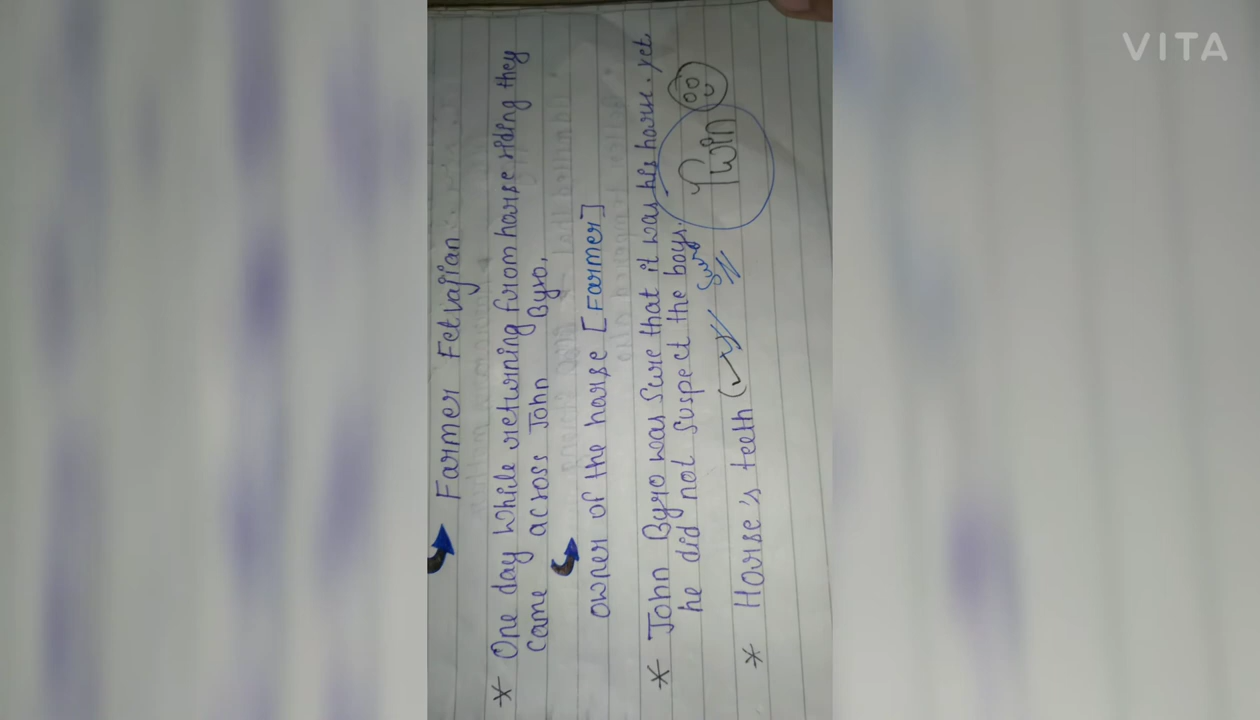 Farmer Fetvajian
* One day while returning from horse riding they
came across John Byro,
owner of the horse [Farmer]
* John Byro was sure that it was his horse. yet
he did not suspect the boys.
* Horse's teeth ( Sure
Twin
VITA